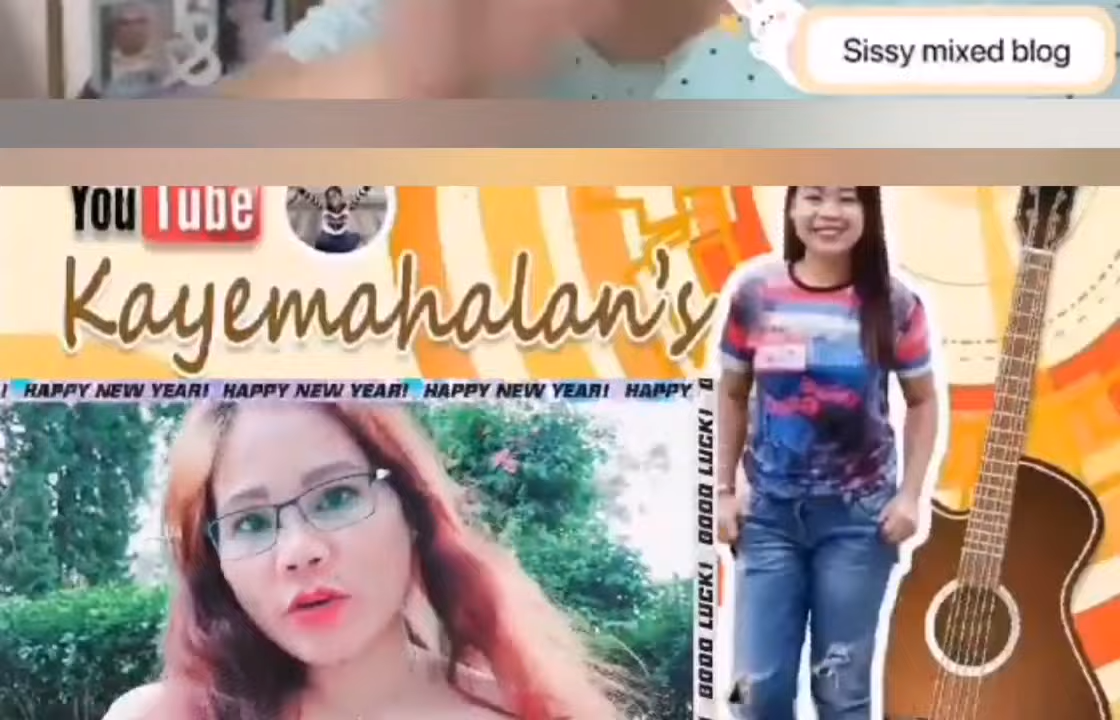 Sissy mixed blog
YouTube
Kayemahalan's
! HAPPY NEW YEAR! HAPPY NEW YEAR! HAPPY NEW YEAR! HAPPY
GOOD LUCK! GOOD LUCK!